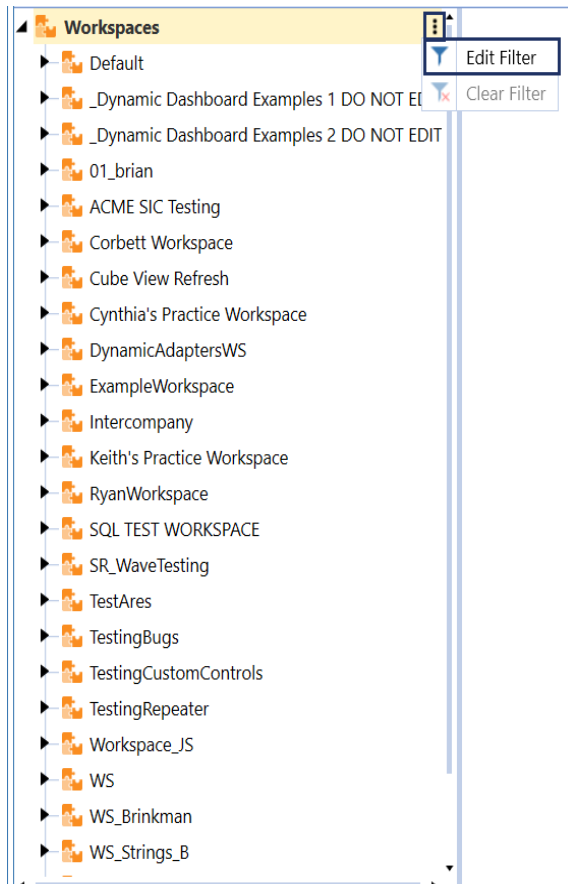 Workspaces
Edit Filter
Default
Clear Filter
_Dynamic Dashboard Examples 1 DO NOT
_Dynamic Dashboard Examples 2 DO NOT EDIT
01_brian
ACME SIC Testing
Corbett Workspace
Cube View Refresh
Cynthia's Practice Workspace
DynamicAdaptersWS
ExampleWorkspace
Intercompany
Keith's Practice Workspace
RyanWorkspace
SQL TEST WORKSPACE
SR_WaveTesting
TestAres
TestingBugs
TestingCustomControls
TestingRepeater
Workspace_JS
WS
WS_Brinkman
WS_Strings_B